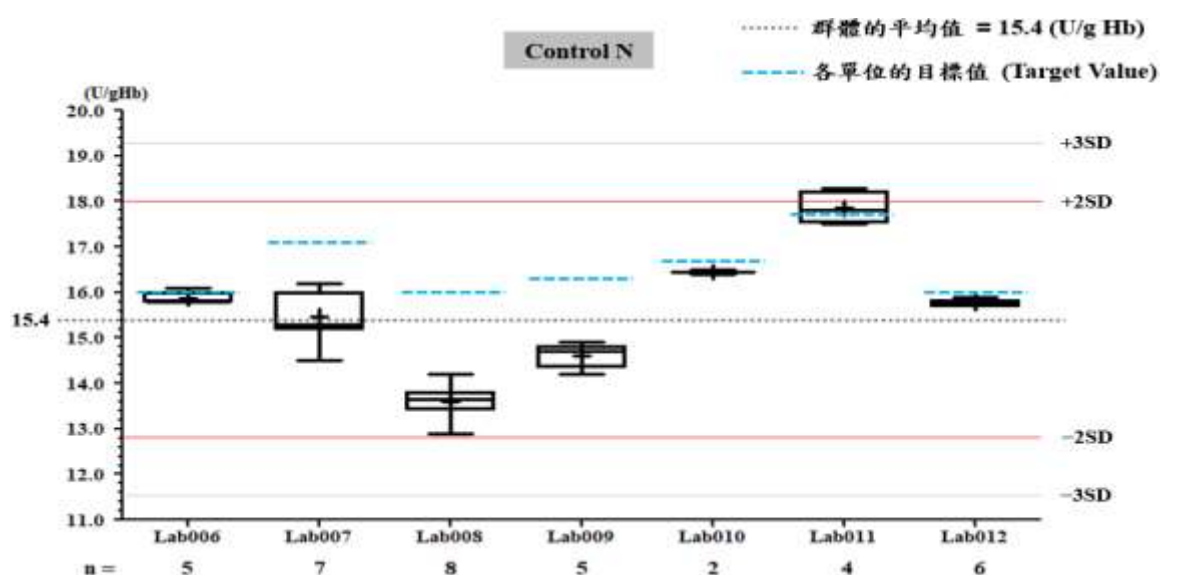 Control N
群體的平均值 = 15.4 (U/g Hb)
各單位的目標值 (Target Value)
(U/gHb)
20.0
+3SD
19.0
18.0
+2SD
17.0
16.0
15.4
15.0
14.0
13.0
−2SD
12.0
−3SD
11.0
Lab006 Lab007 Lab008 Lab009 Lab010 Lab011 Lab012
n = 5 7 8 5 2 4 6